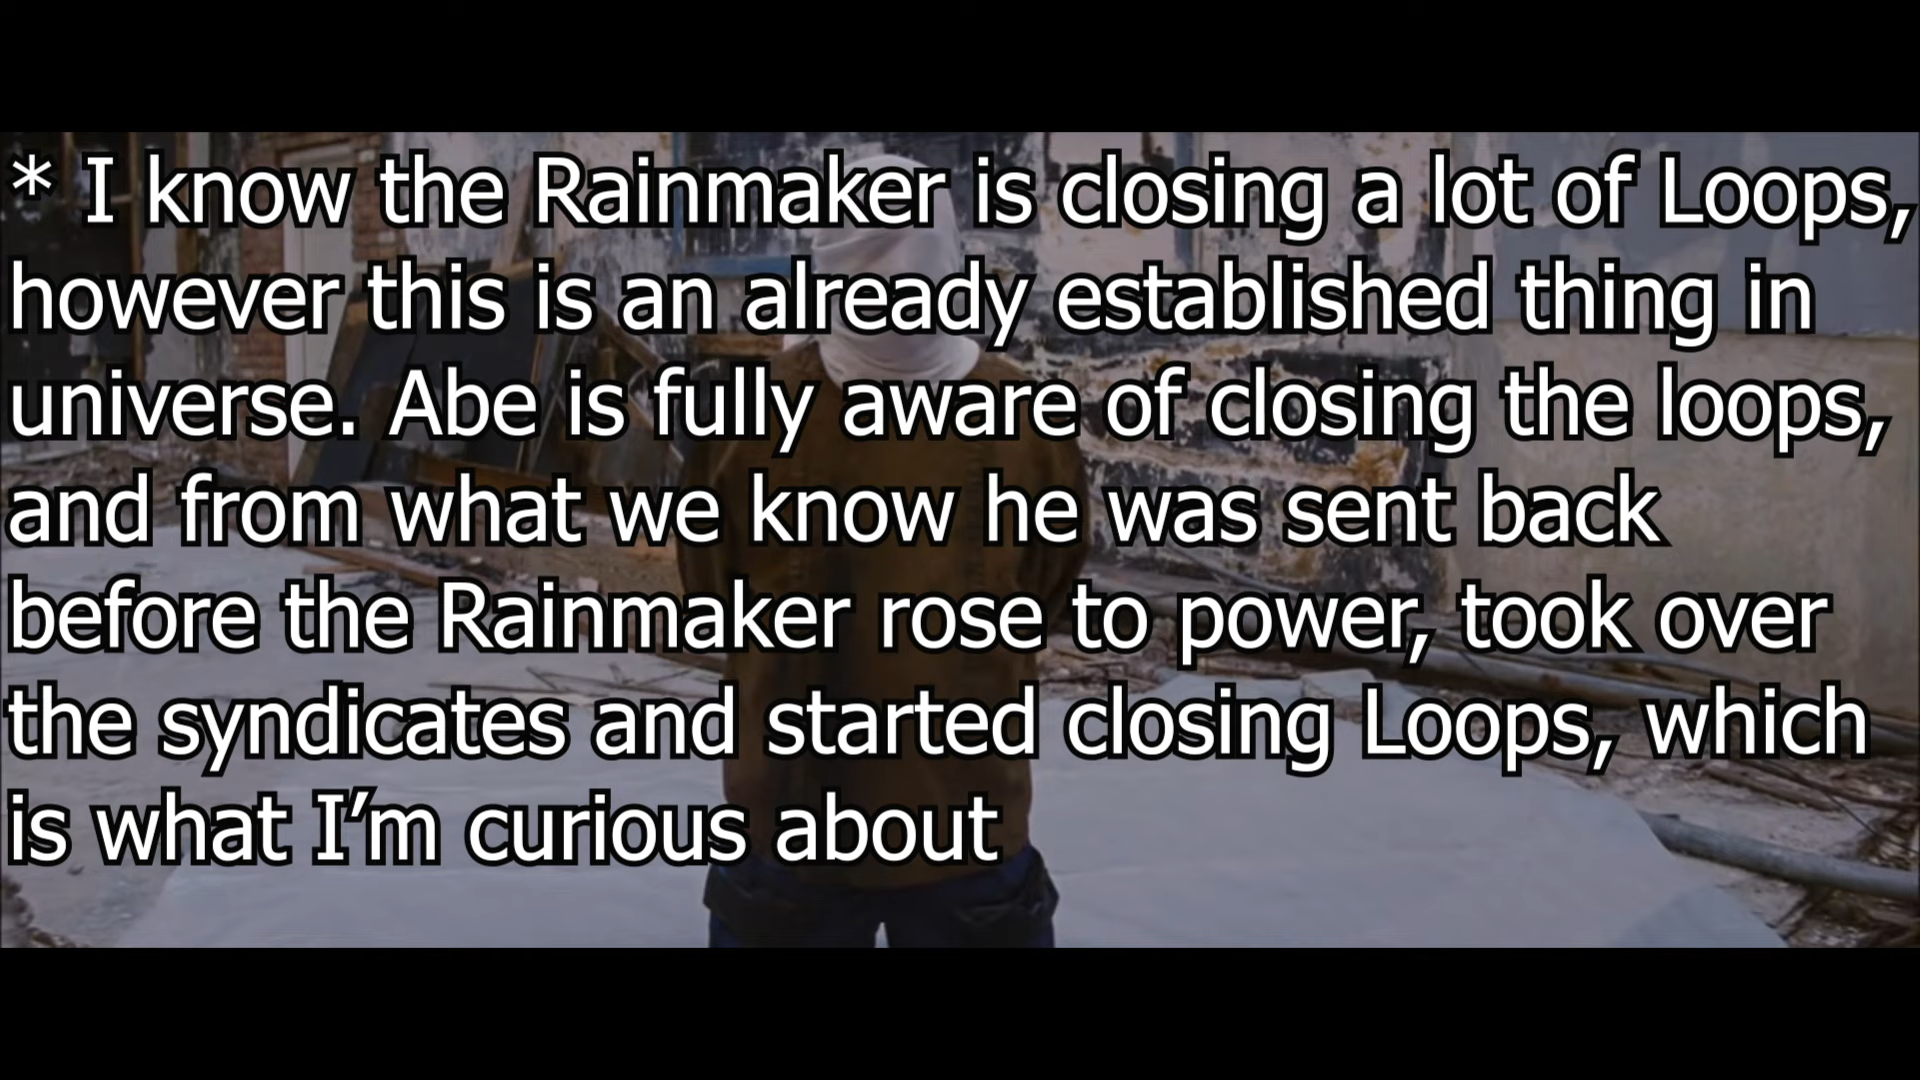 * I know the Rainmaker is closing a lot of Loops,
however this is an already established thing in
universe. Abe is fully aware of closing the loops,
and from what we know he was sent back
before the Rainmaker rose to power, took over
the syndicates and started closing Loops, which
is what I’m curious about